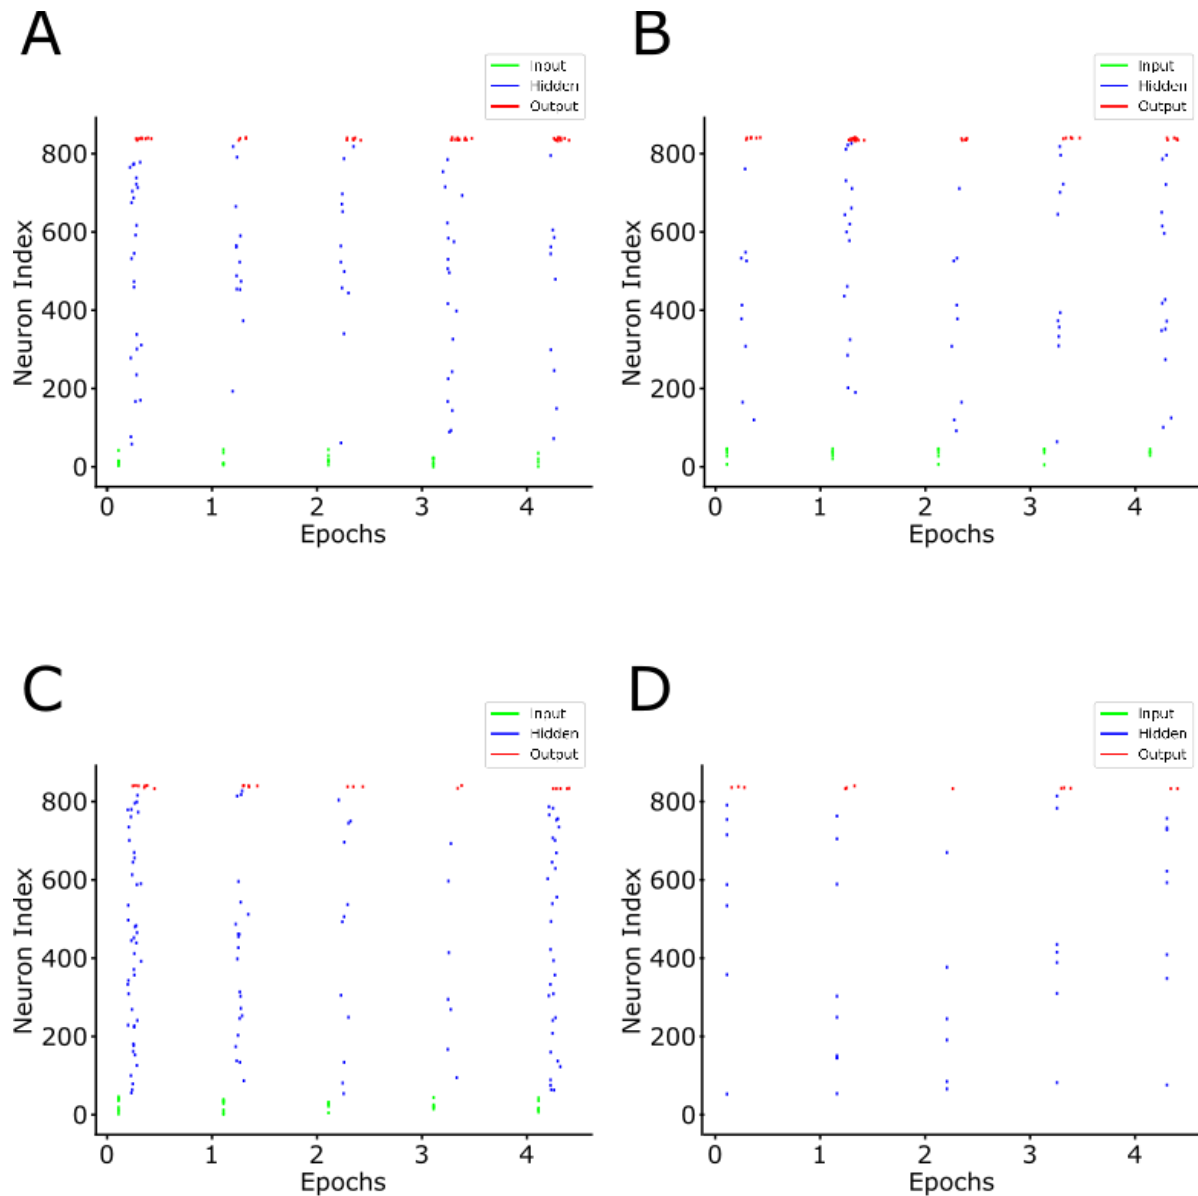 A
Input
Hidden
Output
Neuron Index
800
600
400
200
0
0 1 2 3 4
Epochs
B
Input
Hidden
Output
Neuron Index
800
600
400
200
0
0 1 2 3 4
Epochs
C
Input
Hidden
Output
Neuron Index
800
600
400
200
0
0 1 2 3 4
Epochs
D
Input
Hidden
Output
Neuron Index
800
600
400
200
0
0 1 2 3 4
Epochs